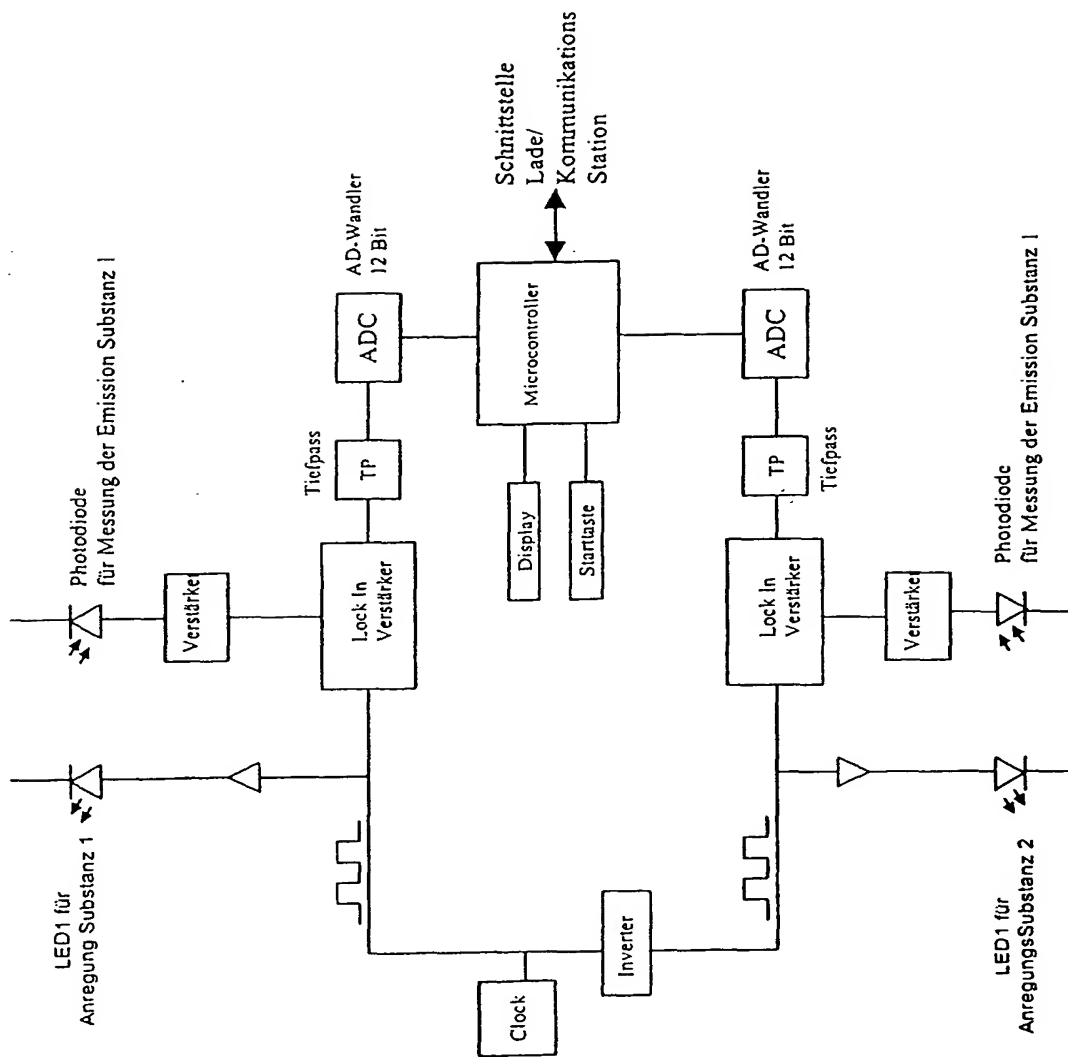 LED1 für
Anregung Substanz 1
Photodiode
für Messung der Emission Substanz 1
Verstärker
Lock In
Verstärker
Tiefpass
TP
ADC
AD-Wandler
12 Bit
Clock
Inverter
Display
Starttaste
Microcontroller
Schnittstelle
Lade/
Kommunikations
Station
LED1 für
AnregungsSubstanz 2
Photodiode
für Messung der Emission Substanz 1
Verstärker
Lock In
Verstärker
TP
Tiefpass
ADC
AD-Wandler
12 Bit